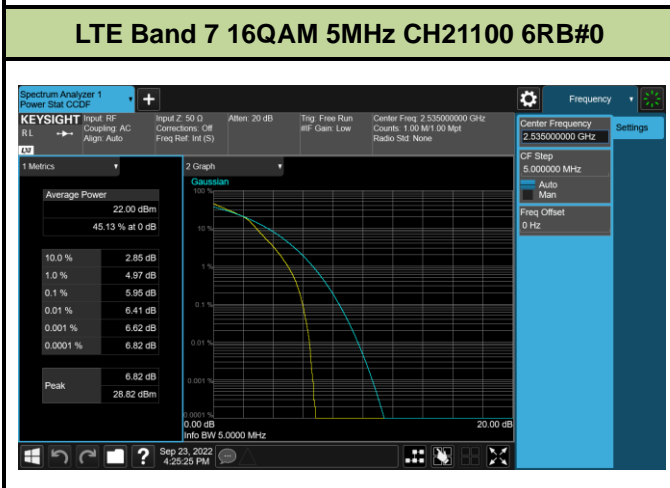 LTE Band 7 16QAM 5MHz CH21100 6RB#0
Spectrum Analyzer 1
Power Stat CCDF
+
Frequency
KEYSIGHT
RL
LXI
Input: RF
Coupling: AC
Align: Auto
Input Z: 50 Ω
Corrections: Off
Freq Ref: Int (S)
Atten: 20 dB
Trig: Free Run
#IF Gain: Low
Center Freq: 2.535000000 GHz
Counts: 1.00 M/1.00 Mpt
Radio Std: None
Center Frequency
2.535000000 GHz
Settings
CF Step
5.000000 MHz
Auto
Man
Freq Offset
0 Hz
1 Metrics
Average Power
22.00 dBm
45.13 % at 0 dB
10.0 % 2.85 dB
1.0 % 4.97 dB
0.1 % 5.95 dB
0.01 % 6.41 dB
0.001 % 6.62 dB
0.0001 % 6.82 dB
Peak
6.82 dB
28.82 dBm
2 Graph
Gaussian
100 %
10 %
1 %
0.1 %
0.01 %
0.001 %
0.0001 %
0.00 dB 20.00 dB
Info BW 5.0000 MHz
?
Sep 23, 2022
4:25:25 PM